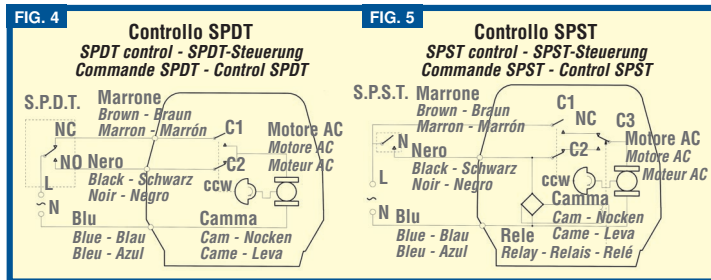 FIG. 4
Controllo SPDT
SPDT control - SPDT-Steuerung
Commande SPDT - Control SPDT
S.P.D.T.
Marrone
Brown - Braun
Marron - Marrón
NC
C1
Motore AC
Motore AC
Moteur AC
NO
Nero
Black - Schwarz
Noir - Negro
C2
ccw
L
~
N
Blu
Blue - Blau
Bleu - Azul
Camma
Cam - Nocken
Came - Leva
FIG. 5
Controllo SPST
SPST control - SPST-Steuerung
Commande SPST - Control SPST
S.P.S.T.
Marrone
Brown - Braun
Marron - Marrón
C1
NC
C3
Motore AC
Motore AC
Moteur AC
N
Nero
Black - Schwarz
Noir - Negro
C2
ccw
L
~
N
Blu
Blue - Blau
Bleu - Azul
Camma
Cam - Nocken
Came - Leva
Relè
Relay - Relais - Relé